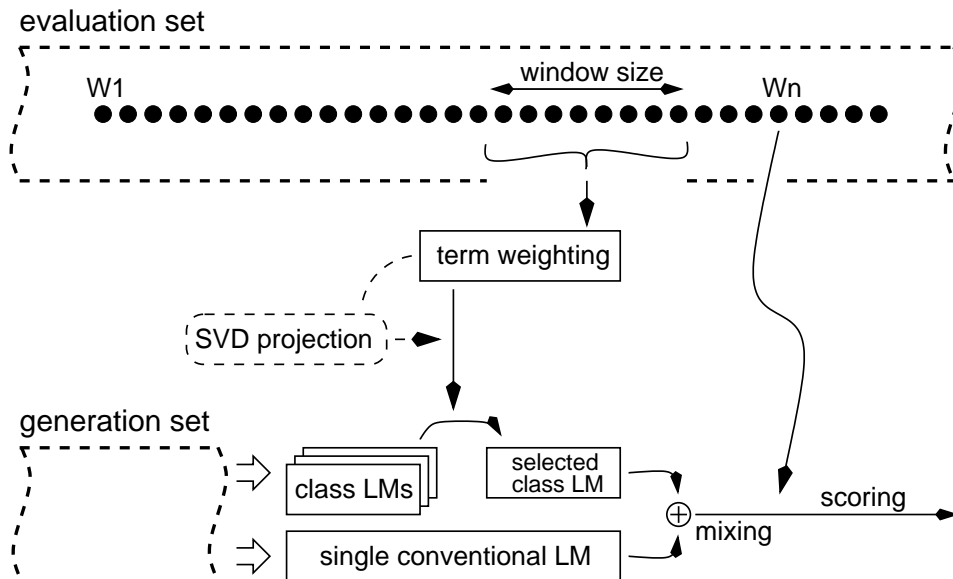 evaluation set
window size
W1
Wn
term weighting
SVD projection
generation set
class LMs
selected
class LM
single conventional LM
mixing
scoring